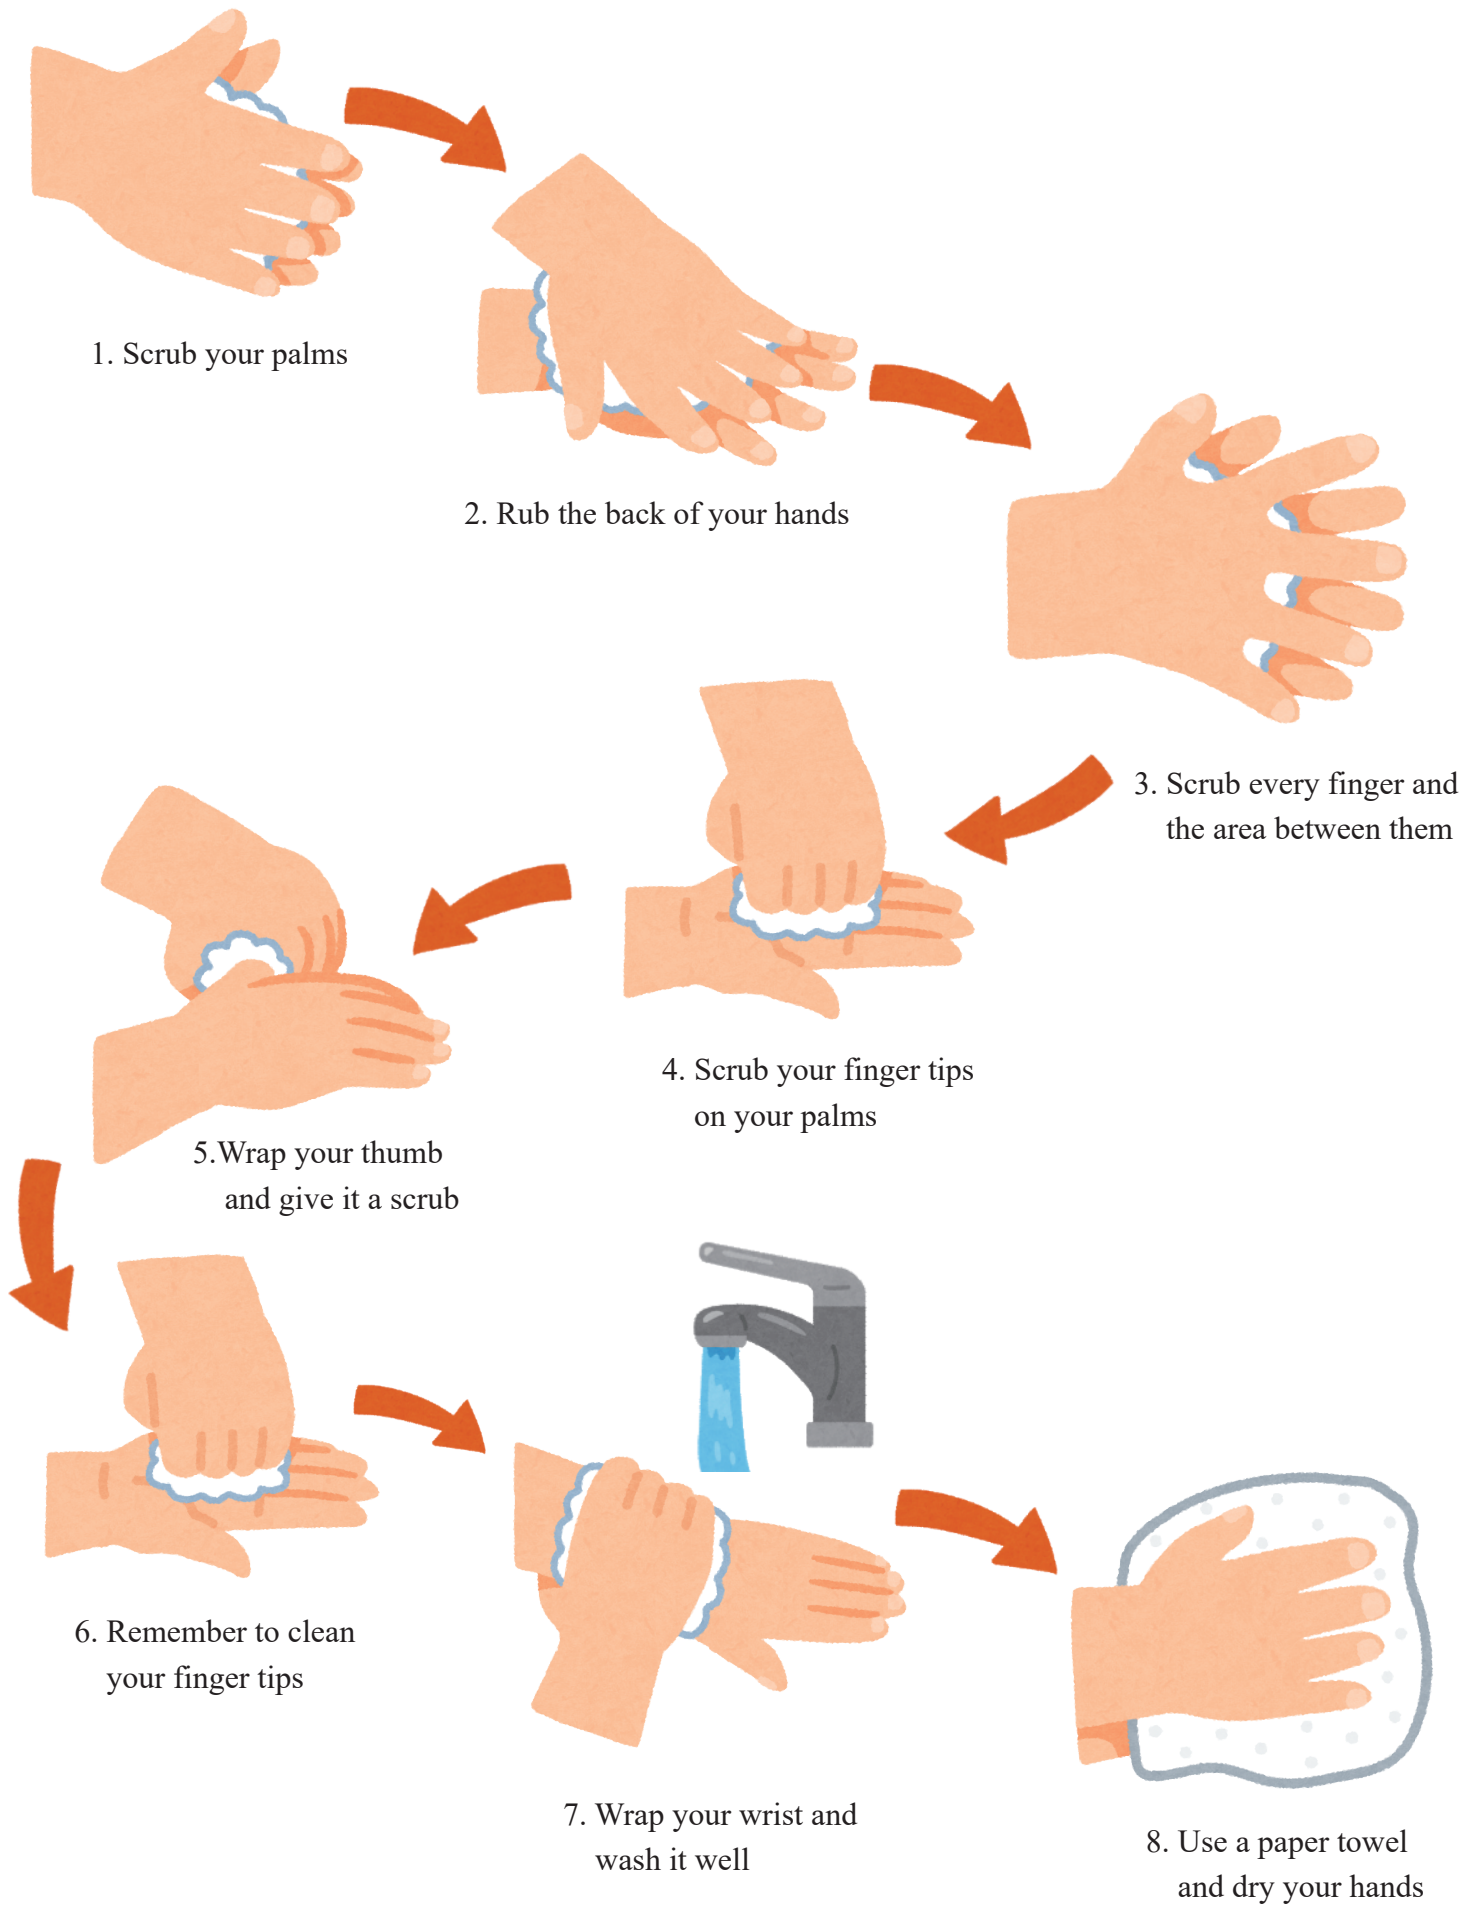 1. Scrub your palms
2. Rub the back of your hands
3. Scrub every finger and
the area between them
4. Scrub your finger tips
on your palms
5.Wrap your thumb
and give it a scrub
6. Remember to clean
your finger tips
7. Wrap your wrist and
wash it well
8. Use a paper towel
and dry your hands